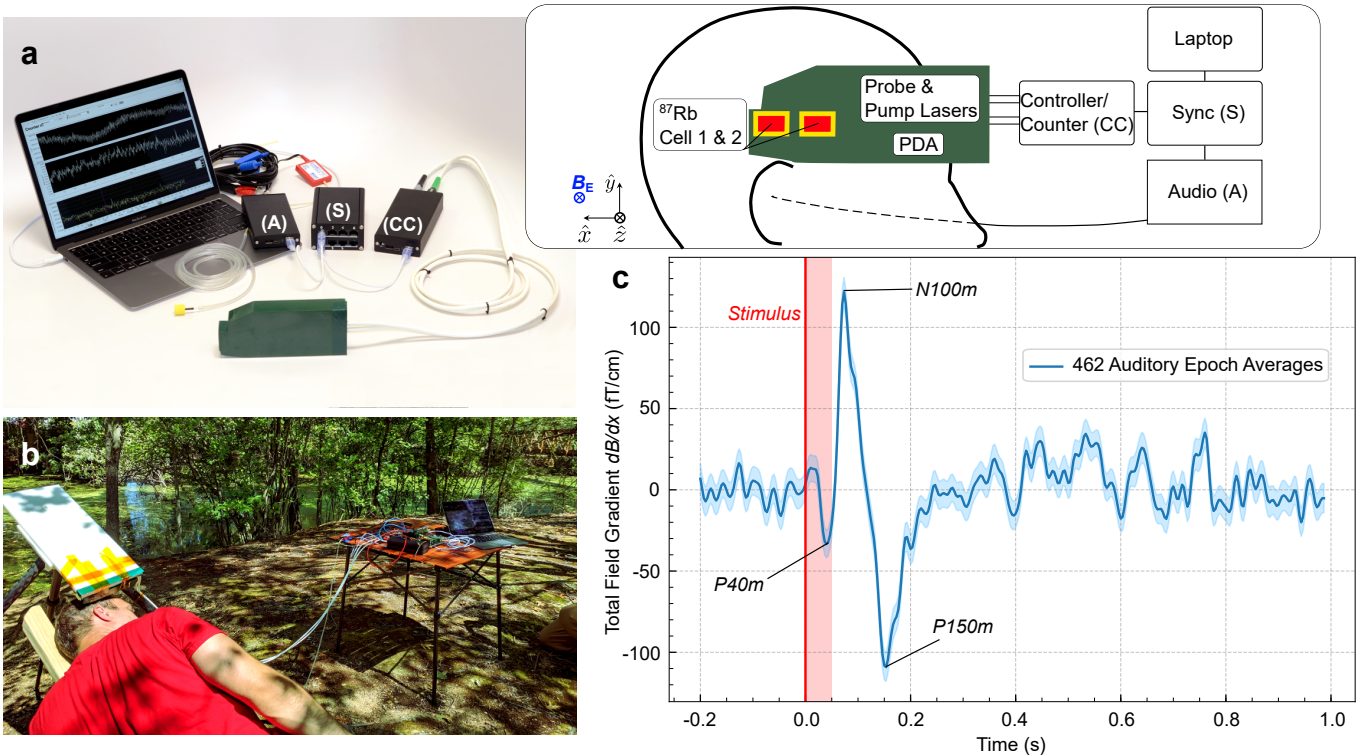 a
(A)
(S)
(CC)
⁸⁷Rb
Cell 1 & 2
Probe &
Pump Lasers
PDA
Controller/
Counter (CC)
Laptop
Sync (S)
Audio (A)
B_E
ŷ
x̂
ẑ
b
c
Stimulus
N100m
P40m
P150m
462 Auditory Epoch Averages
Total Field Gradient dB/dx (fT/cm)
100
50
0
-50
-100
-0.2
0.0
0.2
0.4
0.6
0.8
1.0
Time (s)